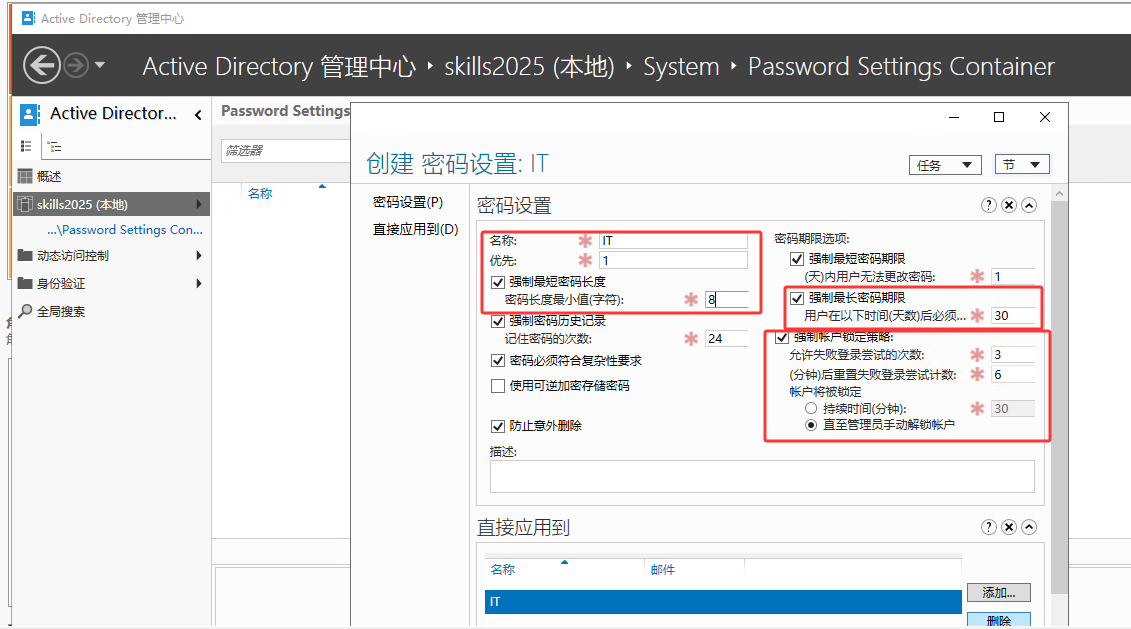 Active Directory 管理中心
Active Directory 管理中心 · skills2025 (本地) · System · Password Settings Container
Active Director...
概述
skills2025 (本地)
...\Password Settings Con...
动态访问控制
身份验证
全局搜索
Password Settings
筛选器
名称
创建 密码设置: IT
任务
节
密码设置(P)
直接应用到(D)
密码设置
名称: * IT
优先: * 1
强制最短密码长度
密码长度最小值(字符): * 8
强制密码历史记录
记住密码的次数: * 24
密码必须符合复杂性要求
使用可逆加密存储密码
防止意外删除
描述:
密码期限选项:
强制最短密码期限
(天)内用户无法更改密码: * 1
强制最长密码期限
用户在以下时间(天数)后必须... * 30
强制帐户锁定策略:
允许失败登录尝试的次数: * 3
(分钟)后重置失败登录尝试计数: * 6
帐户将被锁定
持续时间(分钟): * 30
直至管理员手动解锁帐户
直接应用到
名称 邮件
IT
添加...
删除